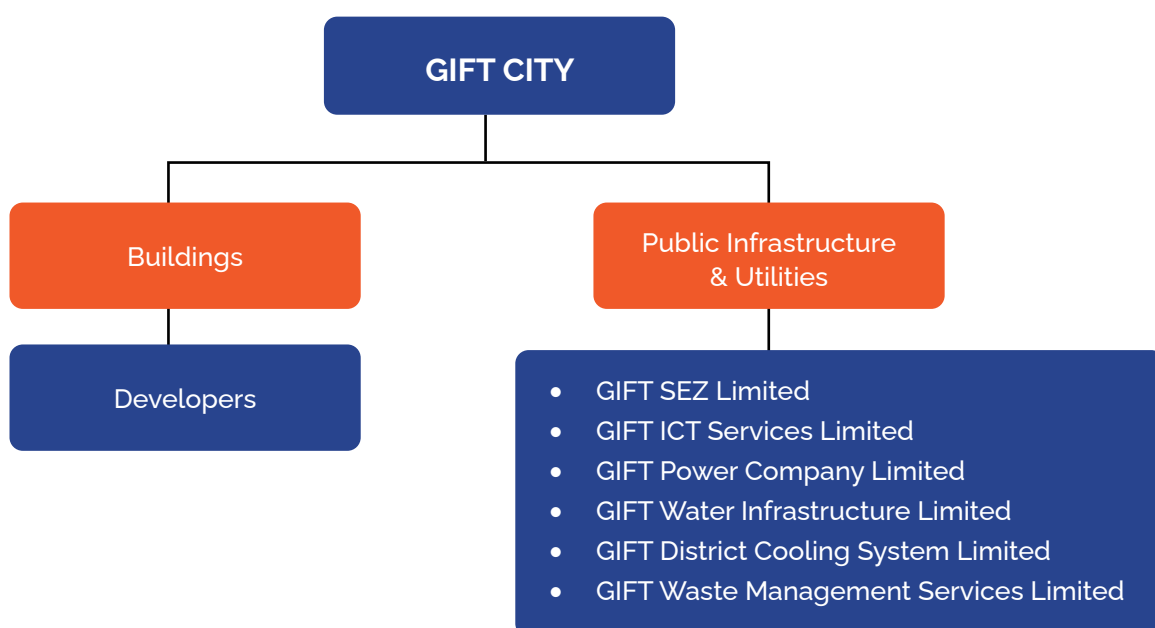 GIFT CITY
Buildings
Public Infrastructure
& Utilities
Developers
• GIFT SEZ Limited
• GIFT ICT Services Limited
• GIFT Power Company Limited
• GIFT Water Infrastructure Limited
• GIFT District Cooling System Limited
• GIFT Waste Management Services Limited